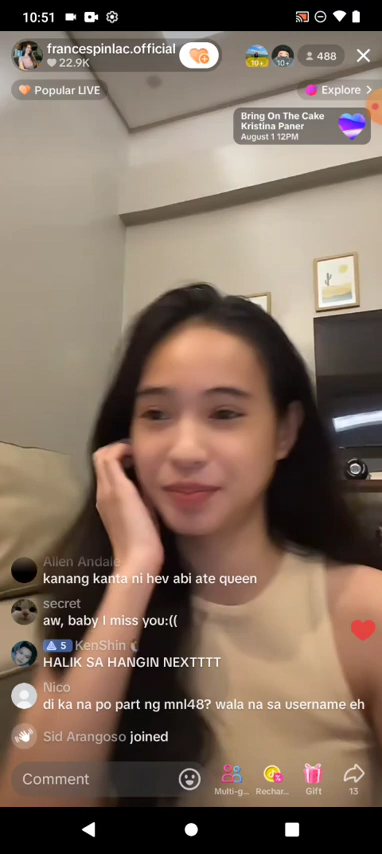 10:51
francespinlac.official
22.9K
10+
10+
488
Popular LIVE
Explore
Bring On The Cake
Kristina Paner
August 1 12PM
Allen Andale
kanang kanta ni hev abi ate queen
secret
aw, baby I miss you:((
5 KenShin
HALIK SA HANGIN NEXTTTT
Nico
di ka na po part ng mnl48? wala na sa username eh
Sid Arangoso joined
Comment
Multi-g...
Rechar...
Gift
13